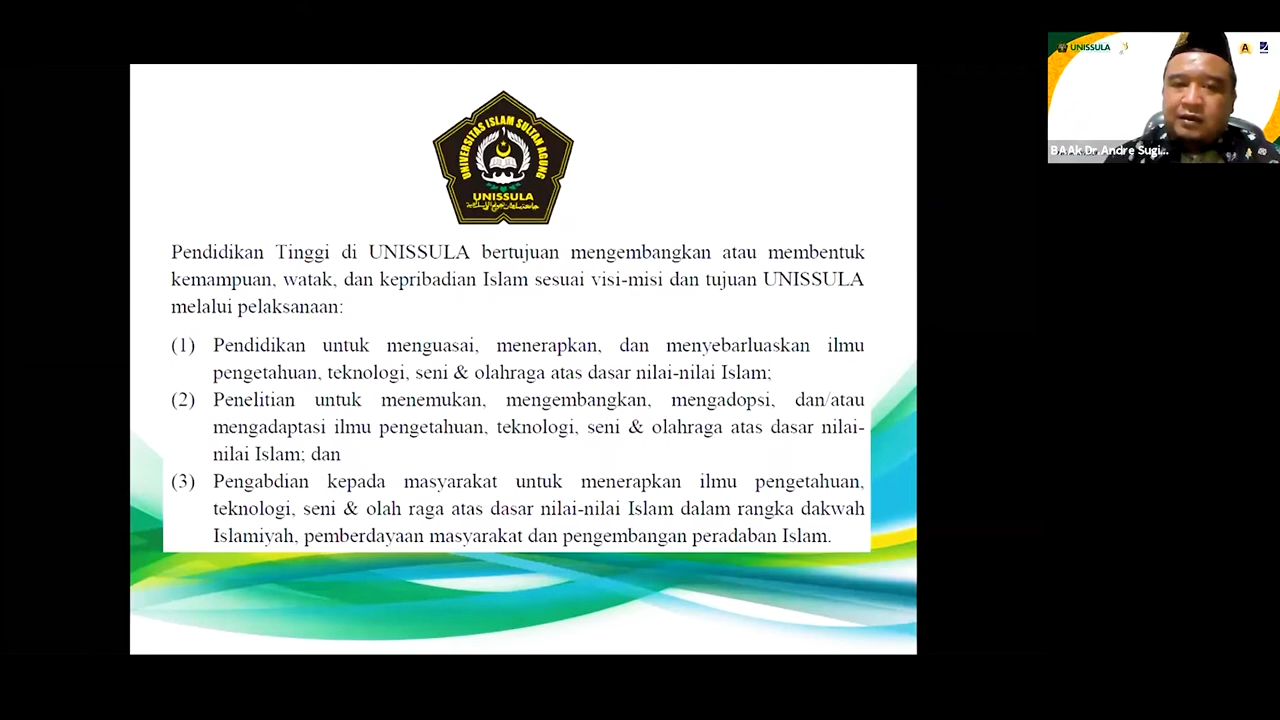 UNIVERSITAS ISLAM SULTAN AGUNG
UNISSULA
Pendidikan Tinggi di UNISSULA bertujuan mengembangkan atau membentuk
kemampuan, watak, dan kepribadian Islam sesuai visi-misi dan tujuan UNISSULA
melalui pelaksanaan:
(1) Pendidikan untuk menguasai, menerapkan, dan menyebarluaskan ilmu
pengetahuan, teknologi, seni & olahraga atas dasar nilai-nilai Islam;
(2) Penelitian untuk menemukan, mengembangkan, mengadopsi, dan/atau
mengadaptasi ilmu pengetahuan, teknologi, seni & olahraga atas dasar nilai-
nilai Islam; dan
(3) Pengabdian kepada masyarakat untuk menerapkan ilmu pengetahuan,
teknologi, seni & olah raga atas dasar nilai-nilai Islam dalam rangka dakwah
Islamiyah, pemberdayaan masyarakat dan pengembangan peradaban Islam.
UNISSULA
A
BAAk Dr.Andre Sugi...